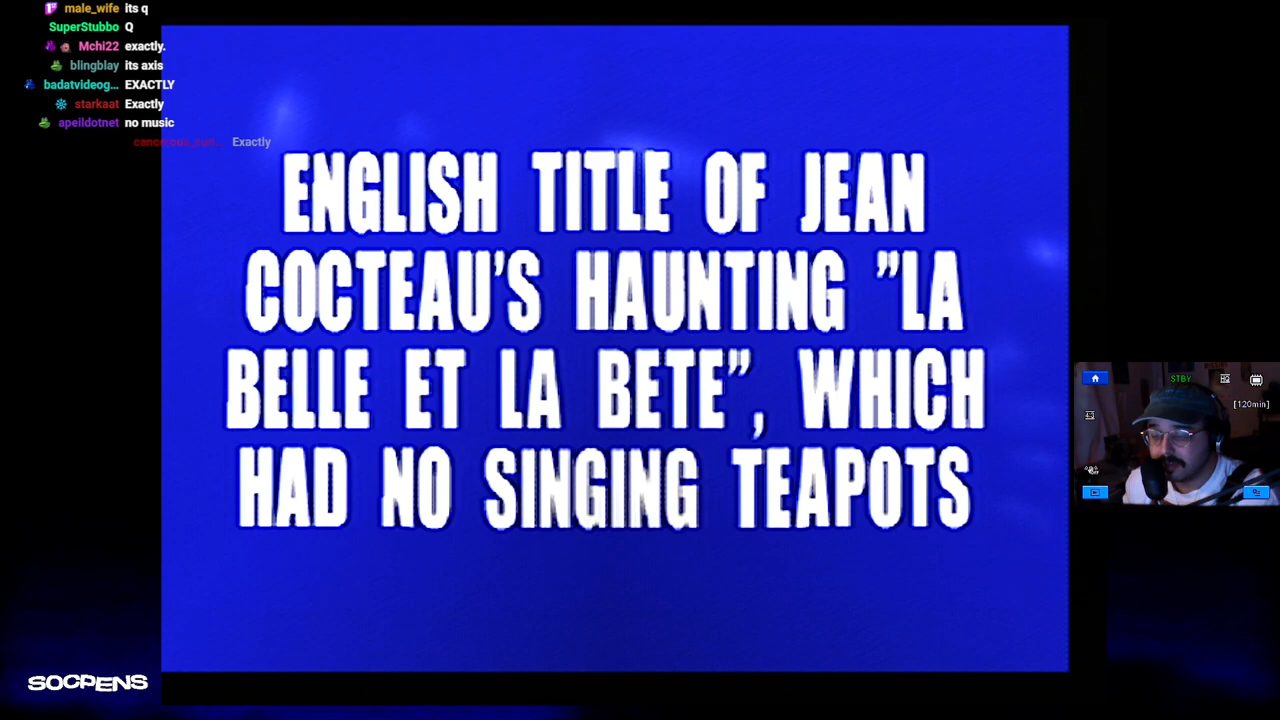 male_wife its q
SuperStubbo Q
Mchi22 exactly.
blingblay its axis
badatvideog... EXACTLY
starkaat Exactly
apeildotnet no music
Exactly
ENGLISH TITLE OF JEAN
COCTEAU'S HAUNTING "LA
BELLE ET LA BETE", WHICH
HAD NO SINGING TEAPOTS
STBY
[120min]
SOCPENS